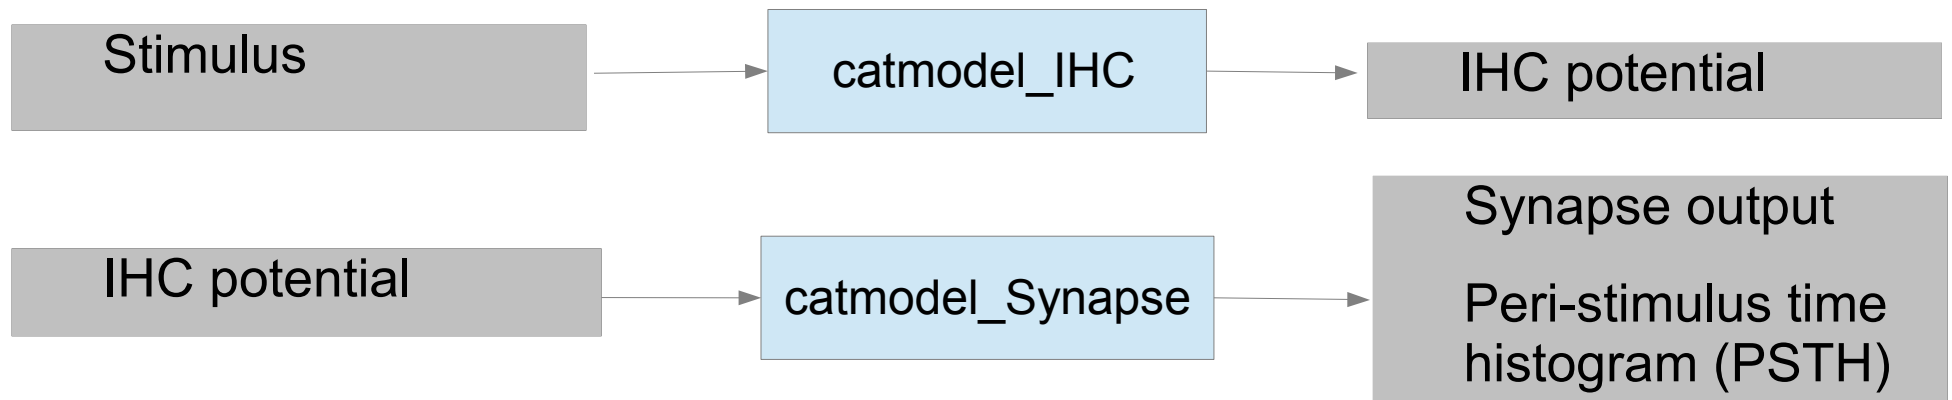 Stimulus
catmodel_IHC
IHC potential
IHC potential
catmodel_Synapse
Synapse output
Peri-stimulus time
histogram (PSTH)